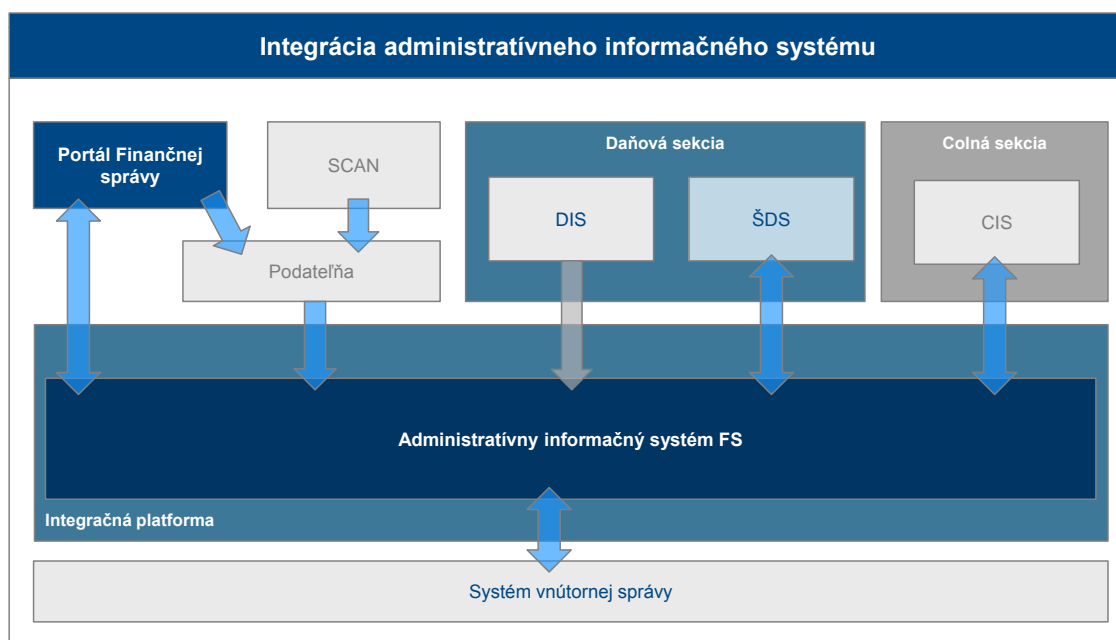 Integrácia administratívneho informačného systému
Portál Finančnej
správy
SCAN
Daňová sekcia
Colná sekcia
DIS
ŠDS
CIS
Podateľňa
Administratívny informačný systém FS
Integračná platforma
Systém vnútornej správy